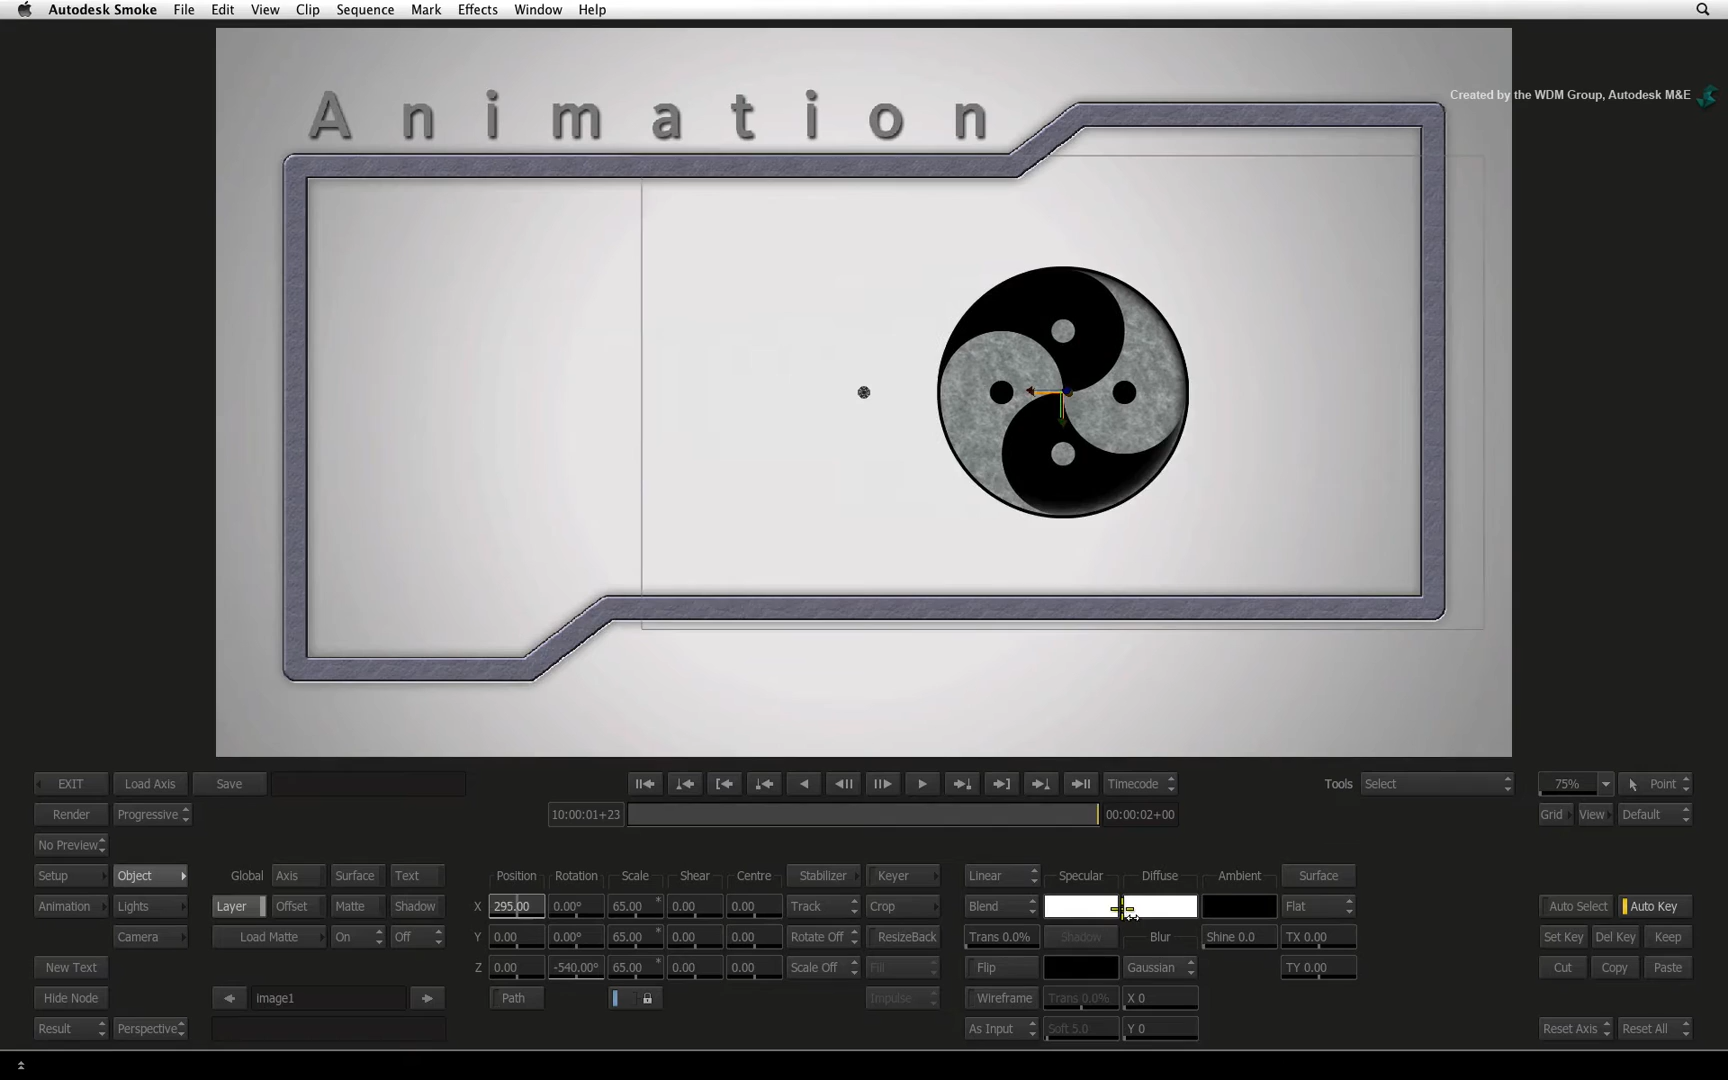 Autodesk Smoke File Edit View Clip Sequence Mark Effects Window Help
Created by the WDM Group, Autodesk M&E
Animation
EXIT Load Axis Save Timecode Tools Select 75% Point
Render Progressive 10:00:01+23 00:00:02+00 Grid View Default
No Preview
Setup Object Global Axis Surface Text Position Rotation Scale Shear Centre Stabilizer Keyer Linear Specular Diffuse Ambient Surface
Animation Lights Layer Offset Matte Shadow X 295.00 0.00° 65.00 * 0.00 0.00 Track Crop Blend Flat Auto Select Auto Key
Camera Load Matte On Off Y 0.00 0.00° 65.00 * 0.00 0.00 Rotate Off ResizeBack Trans 0.0% Shadow Blur Shine 0.0 TX 0.00 Set Key Del Key Keep
New Text Z 0.00 -540.00° 65.00 * 0.00 0.00 Scale Off Fill Flip Gaussian TY 0.00 Cut Copy Paste
Hide Node image1 Path Impulse Wireframe Trans 0.0% X 0
Result Perspective As Input Soft 5.0 Y 0 Reset Axis Reset All